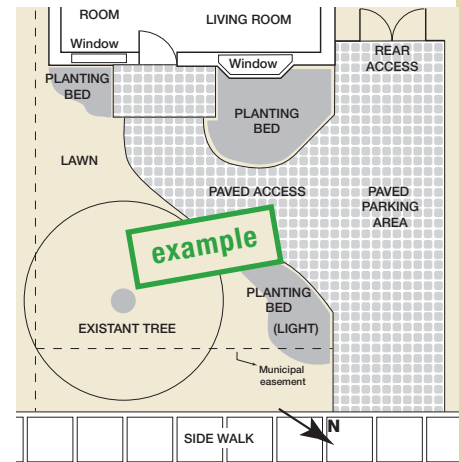 ROOM
LIVING ROOM
Window
Window
REAR
ACCESS
PLANTING
BED
PLANTING
BED
LAWN
PAVED ACCESS
PAVED
PARKING
AREA
example
PLANTING
BED
(LIGHT)
EXISTANT TREE
Municipal
easement
N
SIDE WALK